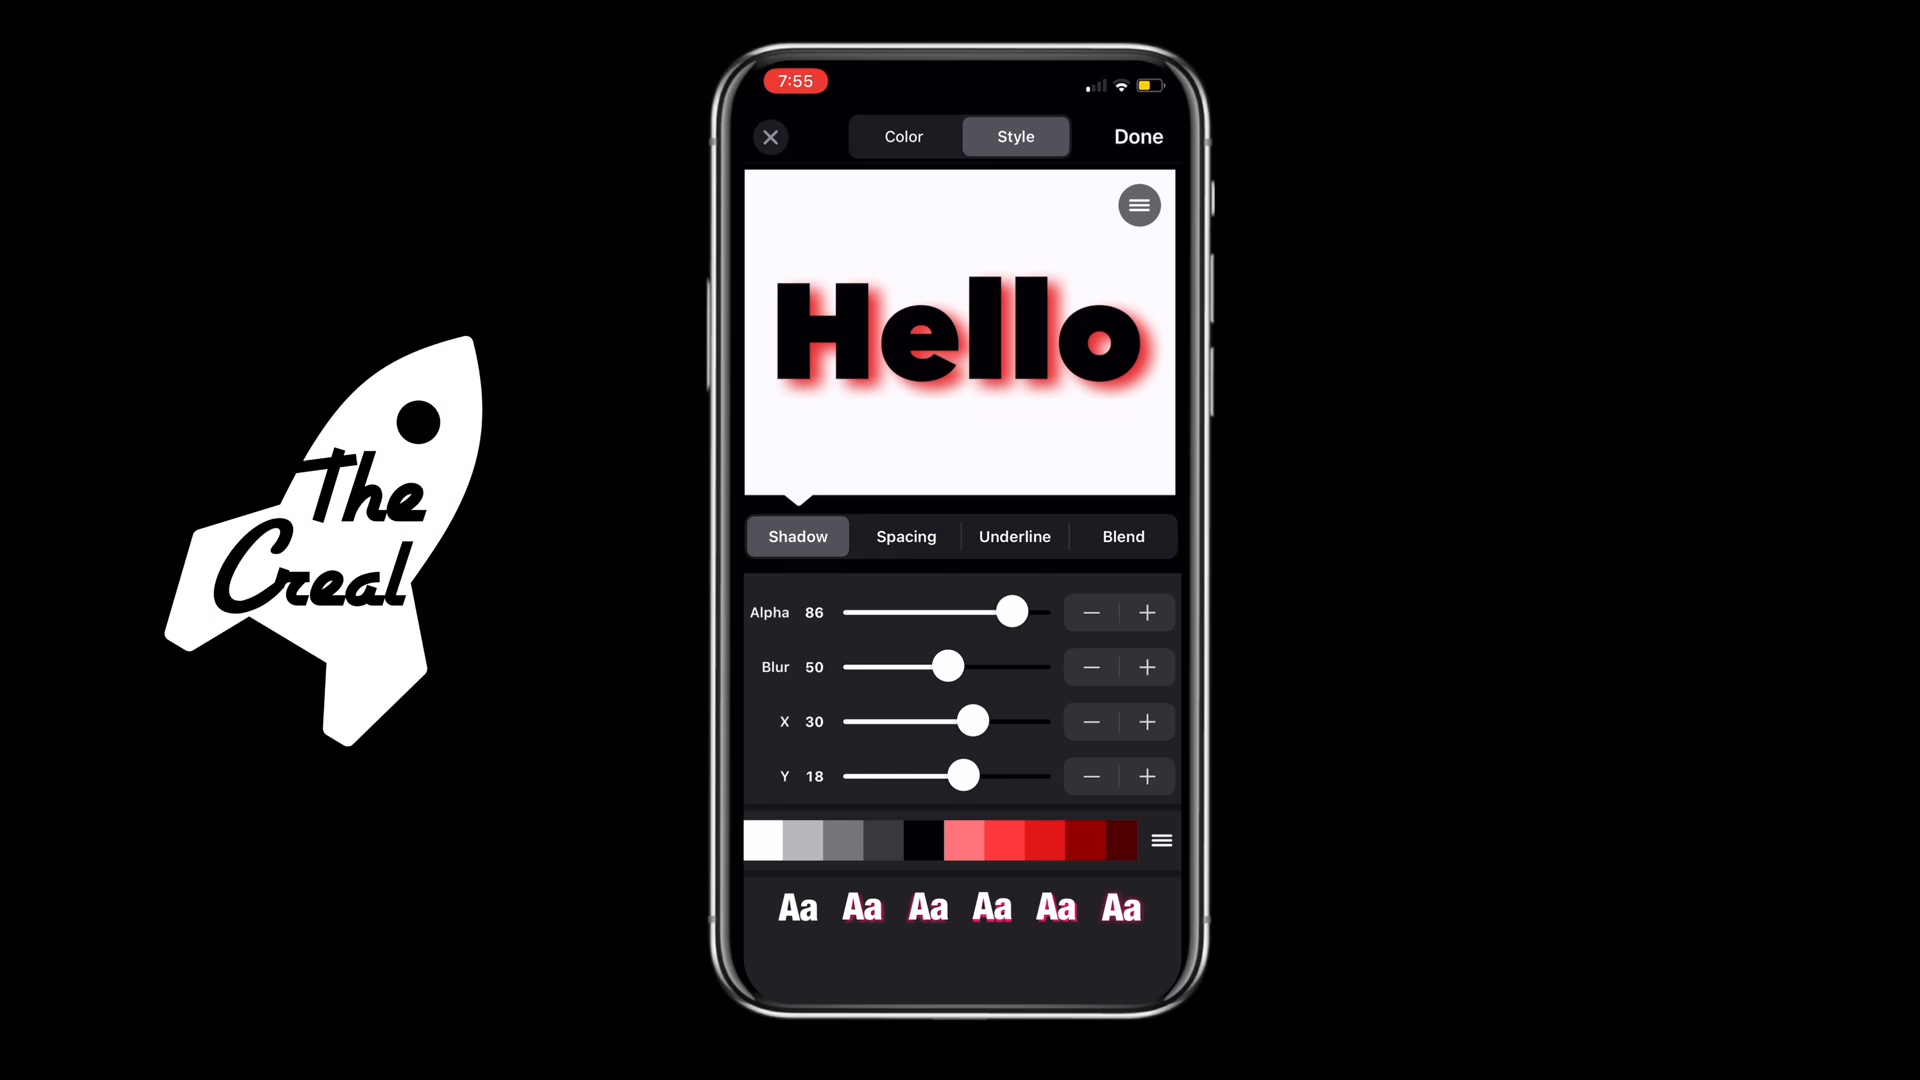 7:55
Color
Style
Done
Hello
Shadow
Spacing
Underline
Blend
Alpha 86
Blur 50
X 30
Y 18
Aa Aa Aa Aa Aa Aa
The
Creal